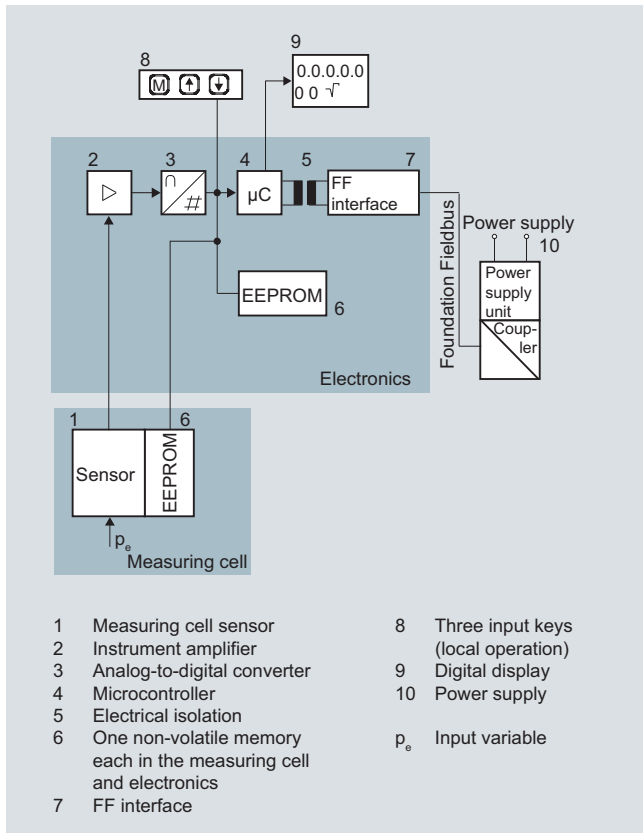 8
9
M
0.0.0.0.0
0 0 √
2
3
4
5
7
∩
#
µC
FF
interface
Power supply
10
Foundation Fieldbus
Power
supply
unit
Coup-
ler
EEPROM
6
Electronics
1
6
Sensor
EEPROM
pe
Measuring cell
1 Measuring cell sensor
2 Instrument amplifier
3 Analog-to-digital converter
4 Microcontroller
5 Electrical isolation
6 One non-volatile memory
each in the measuring cell
and electronics
7 FF interface
8 Three input keys
(local operation)
9 Digital display
10 Power supply
pe Input variable